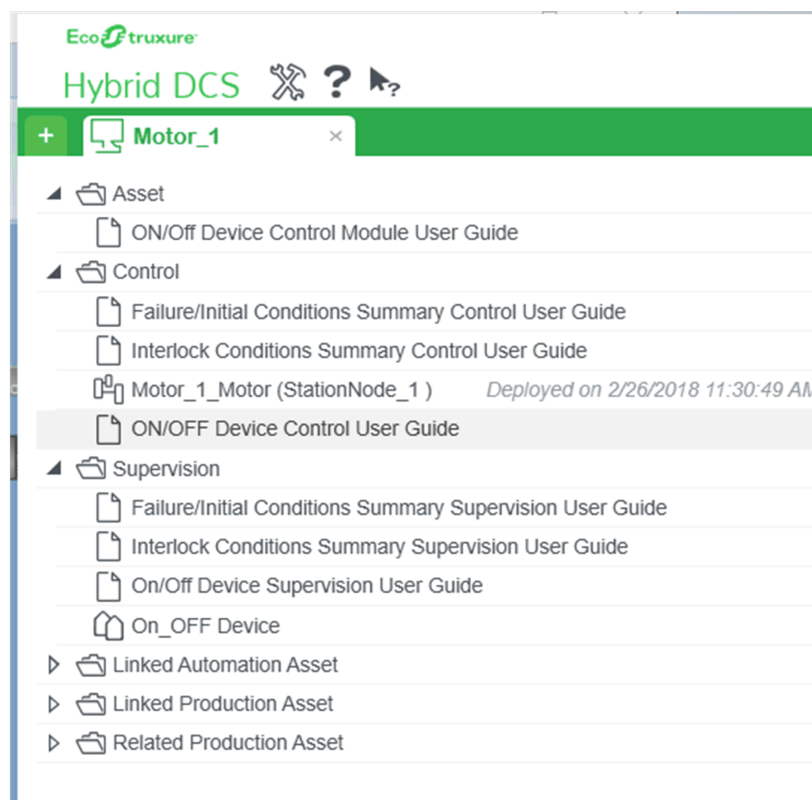 EcoStruxure
Hybrid DCS
Motor_1
Asset
ON/Off Device Control Module User Guide
Control
Failure/Initial Conditions Summary Control User Guide
Interlock Conditions Summary Control User Guide
Motor_1_Motor (StationNode_1 ) Deployed on 2/26/2018 11:30:49 AM
ON/OFF Device Control User Guide
Supervision
Failure/Initial Conditions Summary Supervision User Guide
Interlock Conditions Summary Supervision User Guide
On/Off Device Supervision User Guide
On_OFF Device
Linked Automation Asset
Linked Production Asset
Related Production Asset